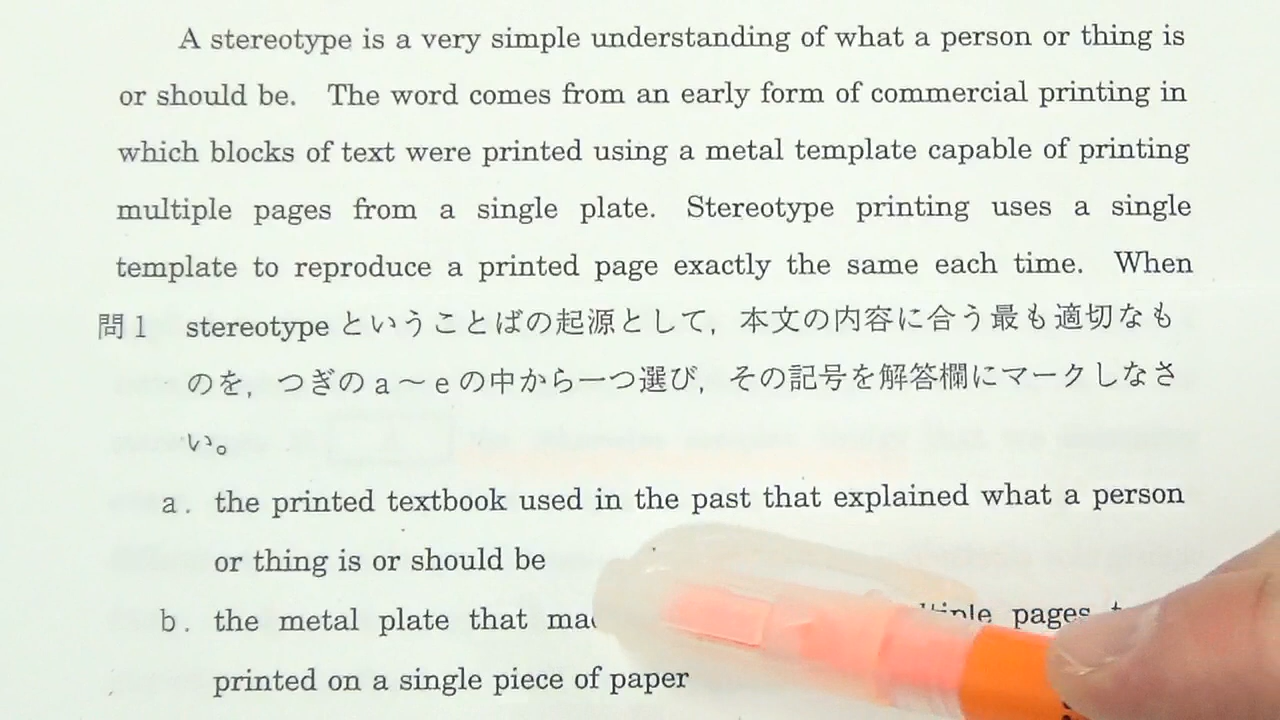 A stereotype is a very simple understanding of what a person or thing is
or should be. The word comes from an early form of commercial printing in
which blocks of text were printed using a metal template capable of printing
multiple pages from a single plate. Stereotype printing uses a single
template to reproduce a printed page exactly the same each time. When
問1 stereotype ということばの起源として，本文の内容に合う最も適切なも
のを，つぎの a ～ e の中から一つ選び，その記号を解答欄にマークしなさ
い。
a. the printed textbook used in the past that explained what a person
or thing is or should be
b. the metal plate that pages
printed on a single piece of paper